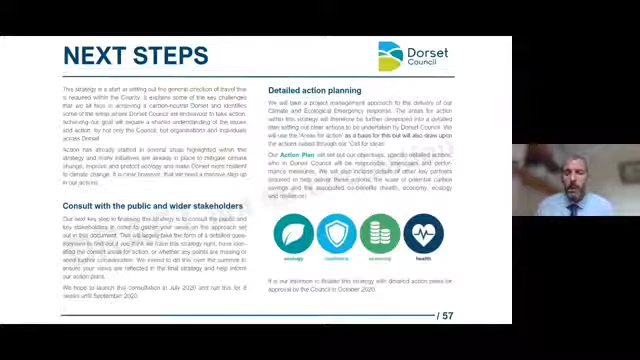 NEXT STEPS
Dorset
Council
This strategy is a start at setting out the general direction of travel that
is required within the County. It explains some of the key challenges
that we all face in achieving a carbon-neutral Dorset and identifies
some of the areas where Dorset Council are endeavour to take action.
Achieving our goal will require a shared understanding of the issues
and action, by not only the Council, but organisations and individuals
across Dorset.
Action has already started in several areas highlighted within this
strategy and many initiatives are already in place to mitigate climate
change, improve and protect ecology and make Dorset more resilient
to climate change. It is clear however, that we need a massive step up
in our actions.
Consult with the public and wider stakeholders
Our next key step in finalising this strategy is to consult the public and
key stakeholders in order to gather your views on the approach set
out in this document. This will largely take the form of a detailed
to find out if you think we have this strategy right, have
the correct areas for action, or whether any points are missing or
need further consideration. We intend to do this over the summer to
ensure your views are reflected in the final strategy and help inform
our action plans.
We hope to launch this consultation in July 2020 and run this for 8
weeks until September 2020.
Detailed action planning
We will take a project management approach to the delivery of our
Climate and Ecological Emergency response. The areas for action
within this strategy will therefore be further developed into a detailed
plan setting out these actions to be undertaken by Dorset Council. We
will use the 'Areas for action' as a basis for this but will also draw upon
the actions raised through our 'Call for Ideas'.
Our Action Plan will set out our objectives, specific detailed actions,
who in Dorset Council will be responsible, timescales and perfor-
mance measures. We will also include details of other key partners
required to help deliver these actions, the scale of potential carbon
savings and the associated co-benefits (health, economy, ecology
and resilience)
ecology
resilience
economy
health
It is our intention to finalise this strategy with detailed action plans for
approval by the Council in October 2020.
/ 57